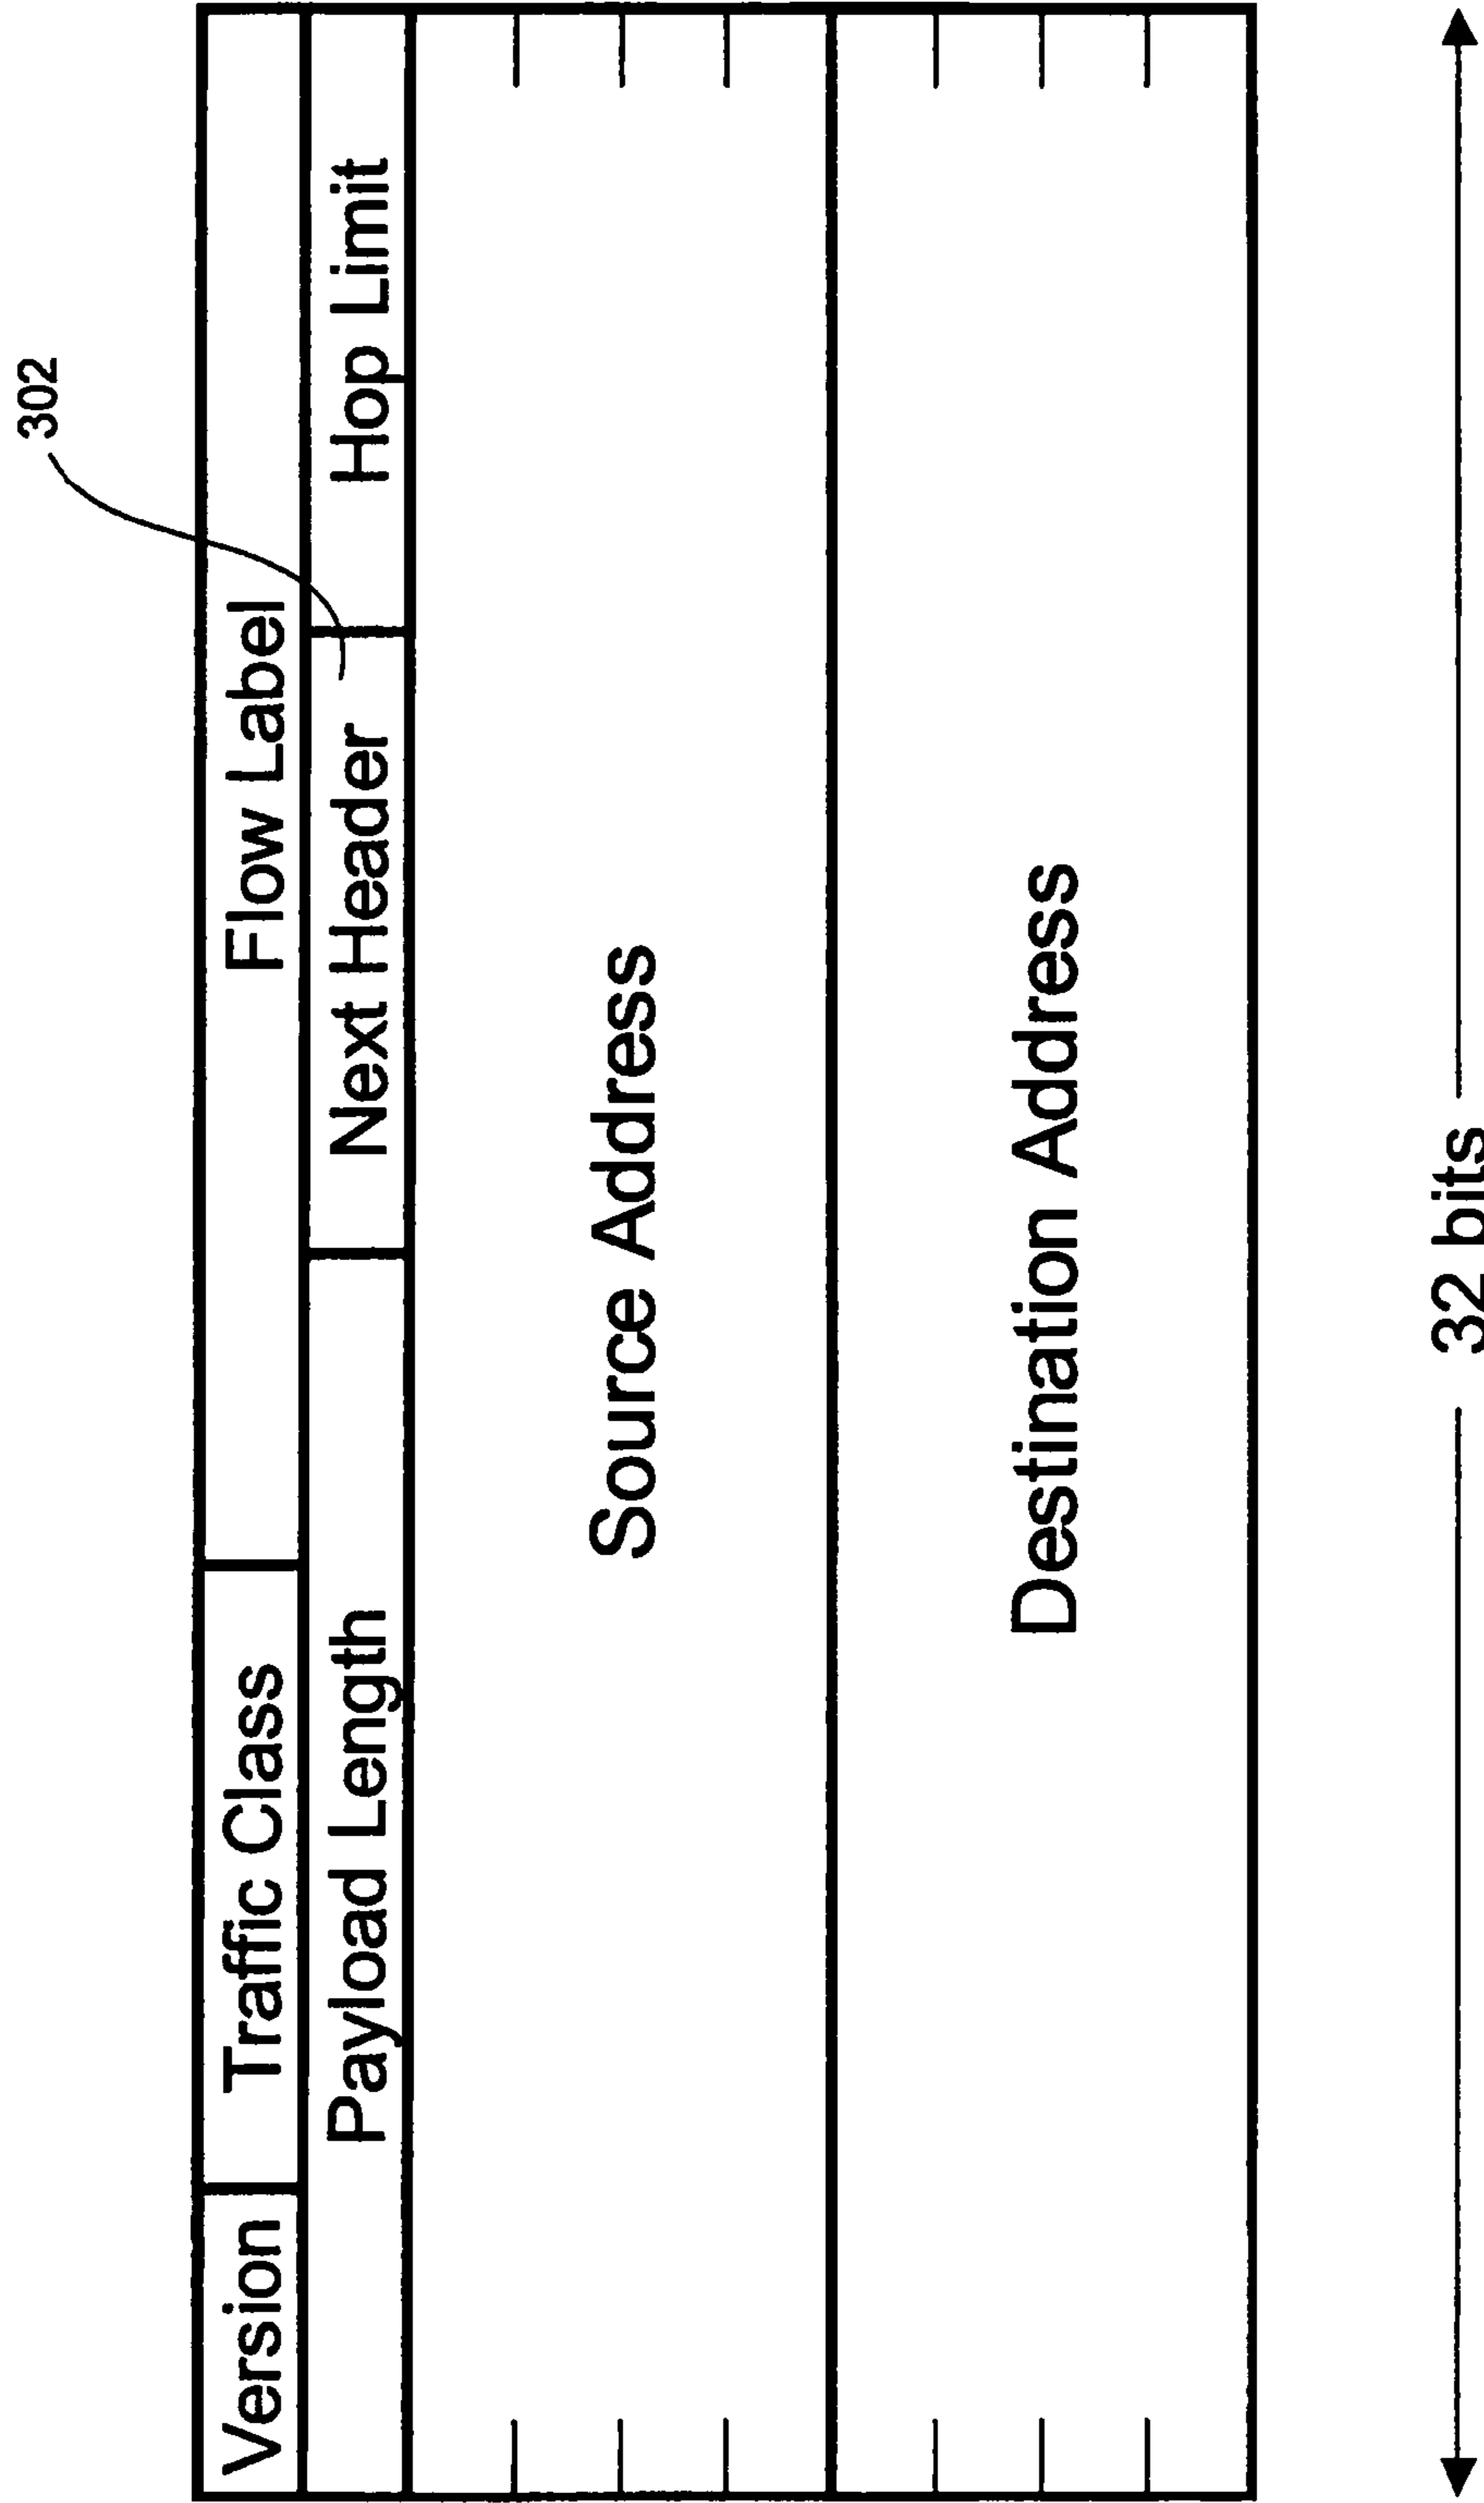 302
Version Traffic Class Flow Label
Payload Length Next Header Hop Limit
Source Address
Destination Address
32 bits